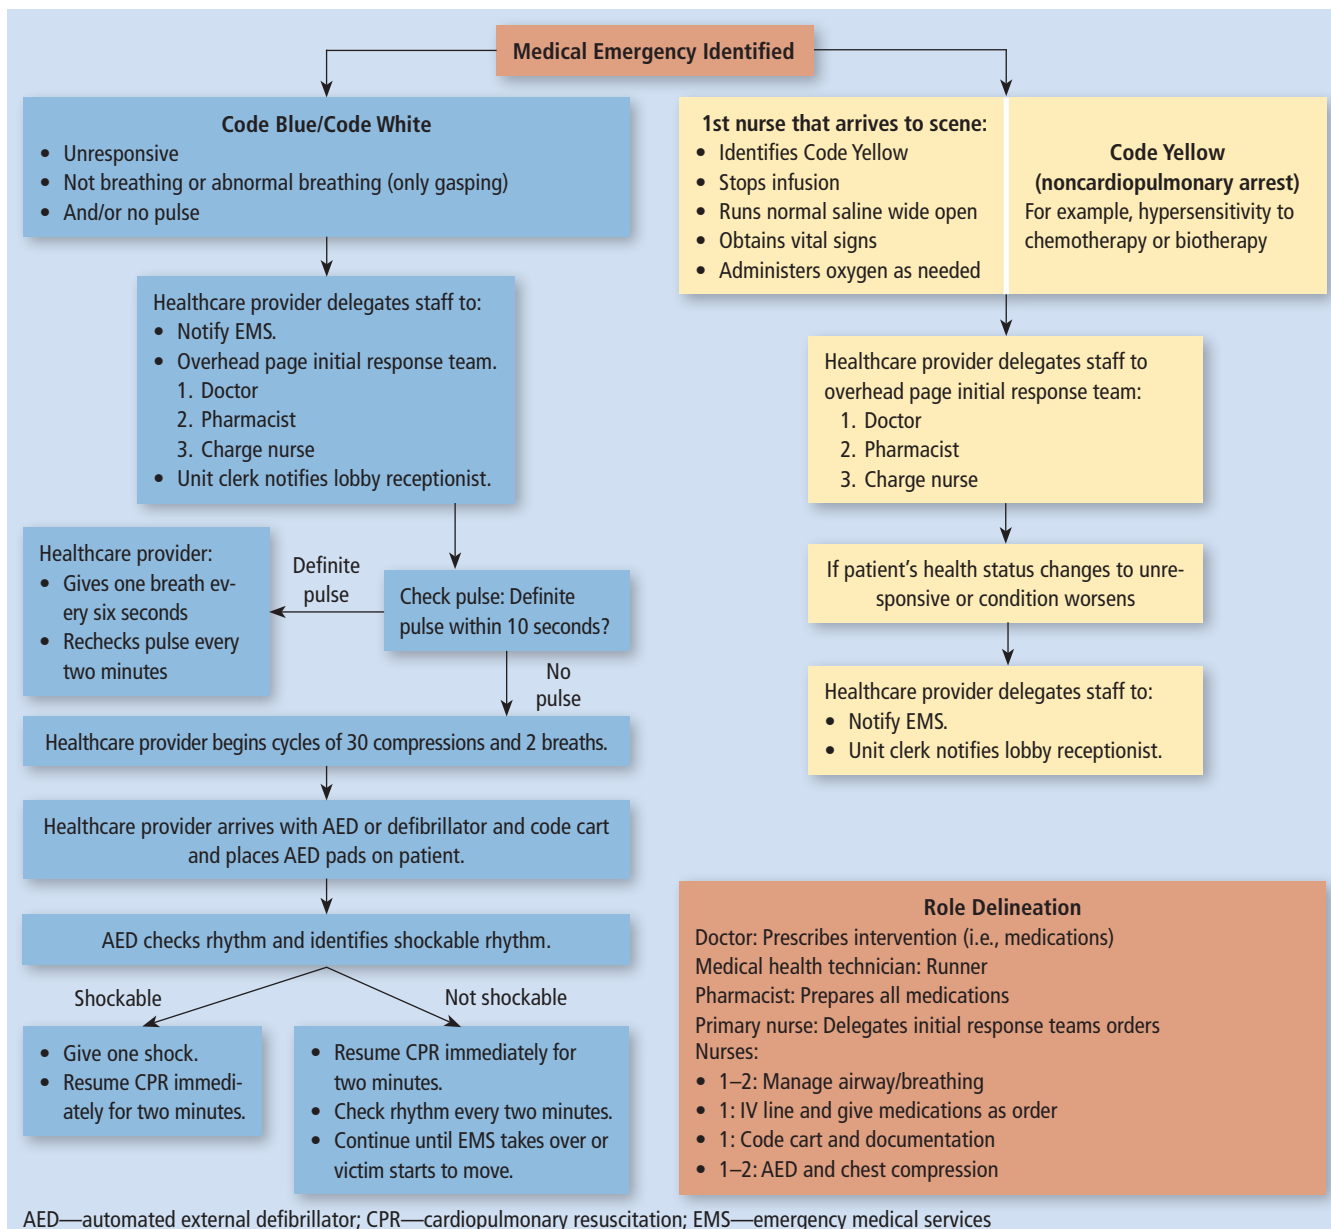 Medical Emergency Identified
Code Blue/Code White
• Unresponsive
• Not breathing or abnormal breathing (only gasping)
• And/or no pulse
Healthcare provider delegates staff to:
• Notify EMS.
• Overhead page initial response team.
1. Doctor
2. Pharmacist
3. Charge nurse
• Unit clerk notifies lobby receptionist.
Check pulse: Definite
pulse within 10 seconds?
Definite
pulse
Healthcare provider:
• Gives one breath ev-
ery six seconds
• Rechecks pulse every
two minutes
No
pulse
Healthcare provider begins cycles of 30 compressions and 2 breaths.
Healthcare provider arrives with AED or defibrillator and code cart
and places AED pads on patient.
AED checks rhythm and identifies shockable rhythm.
Shockable
• Give one shock.
• Resume CPR immedi-
ately for two minutes.
Not shockable
• Resume CPR immediately for
two minutes.
• Check rhythm every two minutes.
• Continue until EMS takes over or
victim starts to move.
1st nurse that arrives to scene:
• Identifies Code Yellow
• Stops infusion
• Runs normal saline wide open
• Obtains vital signs
• Administers oxygen as needed
Code Yellow
(noncardiopulmonary arrest)
For example, hypersensitivity to
chemotherapy or biotherapy
Healthcare provider delegates staff to
overhead page initial response team:
1. Doctor
2. Pharmacist
3. Charge nurse
If patient's health status changes to unre-
sponsive or condition worsens
Healthcare provider delegates staff to:
• Notify EMS.
• Unit clerk notifies lobby receptionist.
Role Delineation
Doctor: Prescribes intervention (i.e., medications)
Medical health technician: Runner
Pharmacist: Prepares all medications
Primary nurse: Delegates initial response teams orders
Nurses:
• 1–2: Manage airway/breathing
• 1: IV line and give medications as order
• 1: Code cart and documentation
• 1–2: AED and chest compression
AED—automated external defibrillator; CPR—cardiopulmonary resuscitation; EMS—emergency medical services